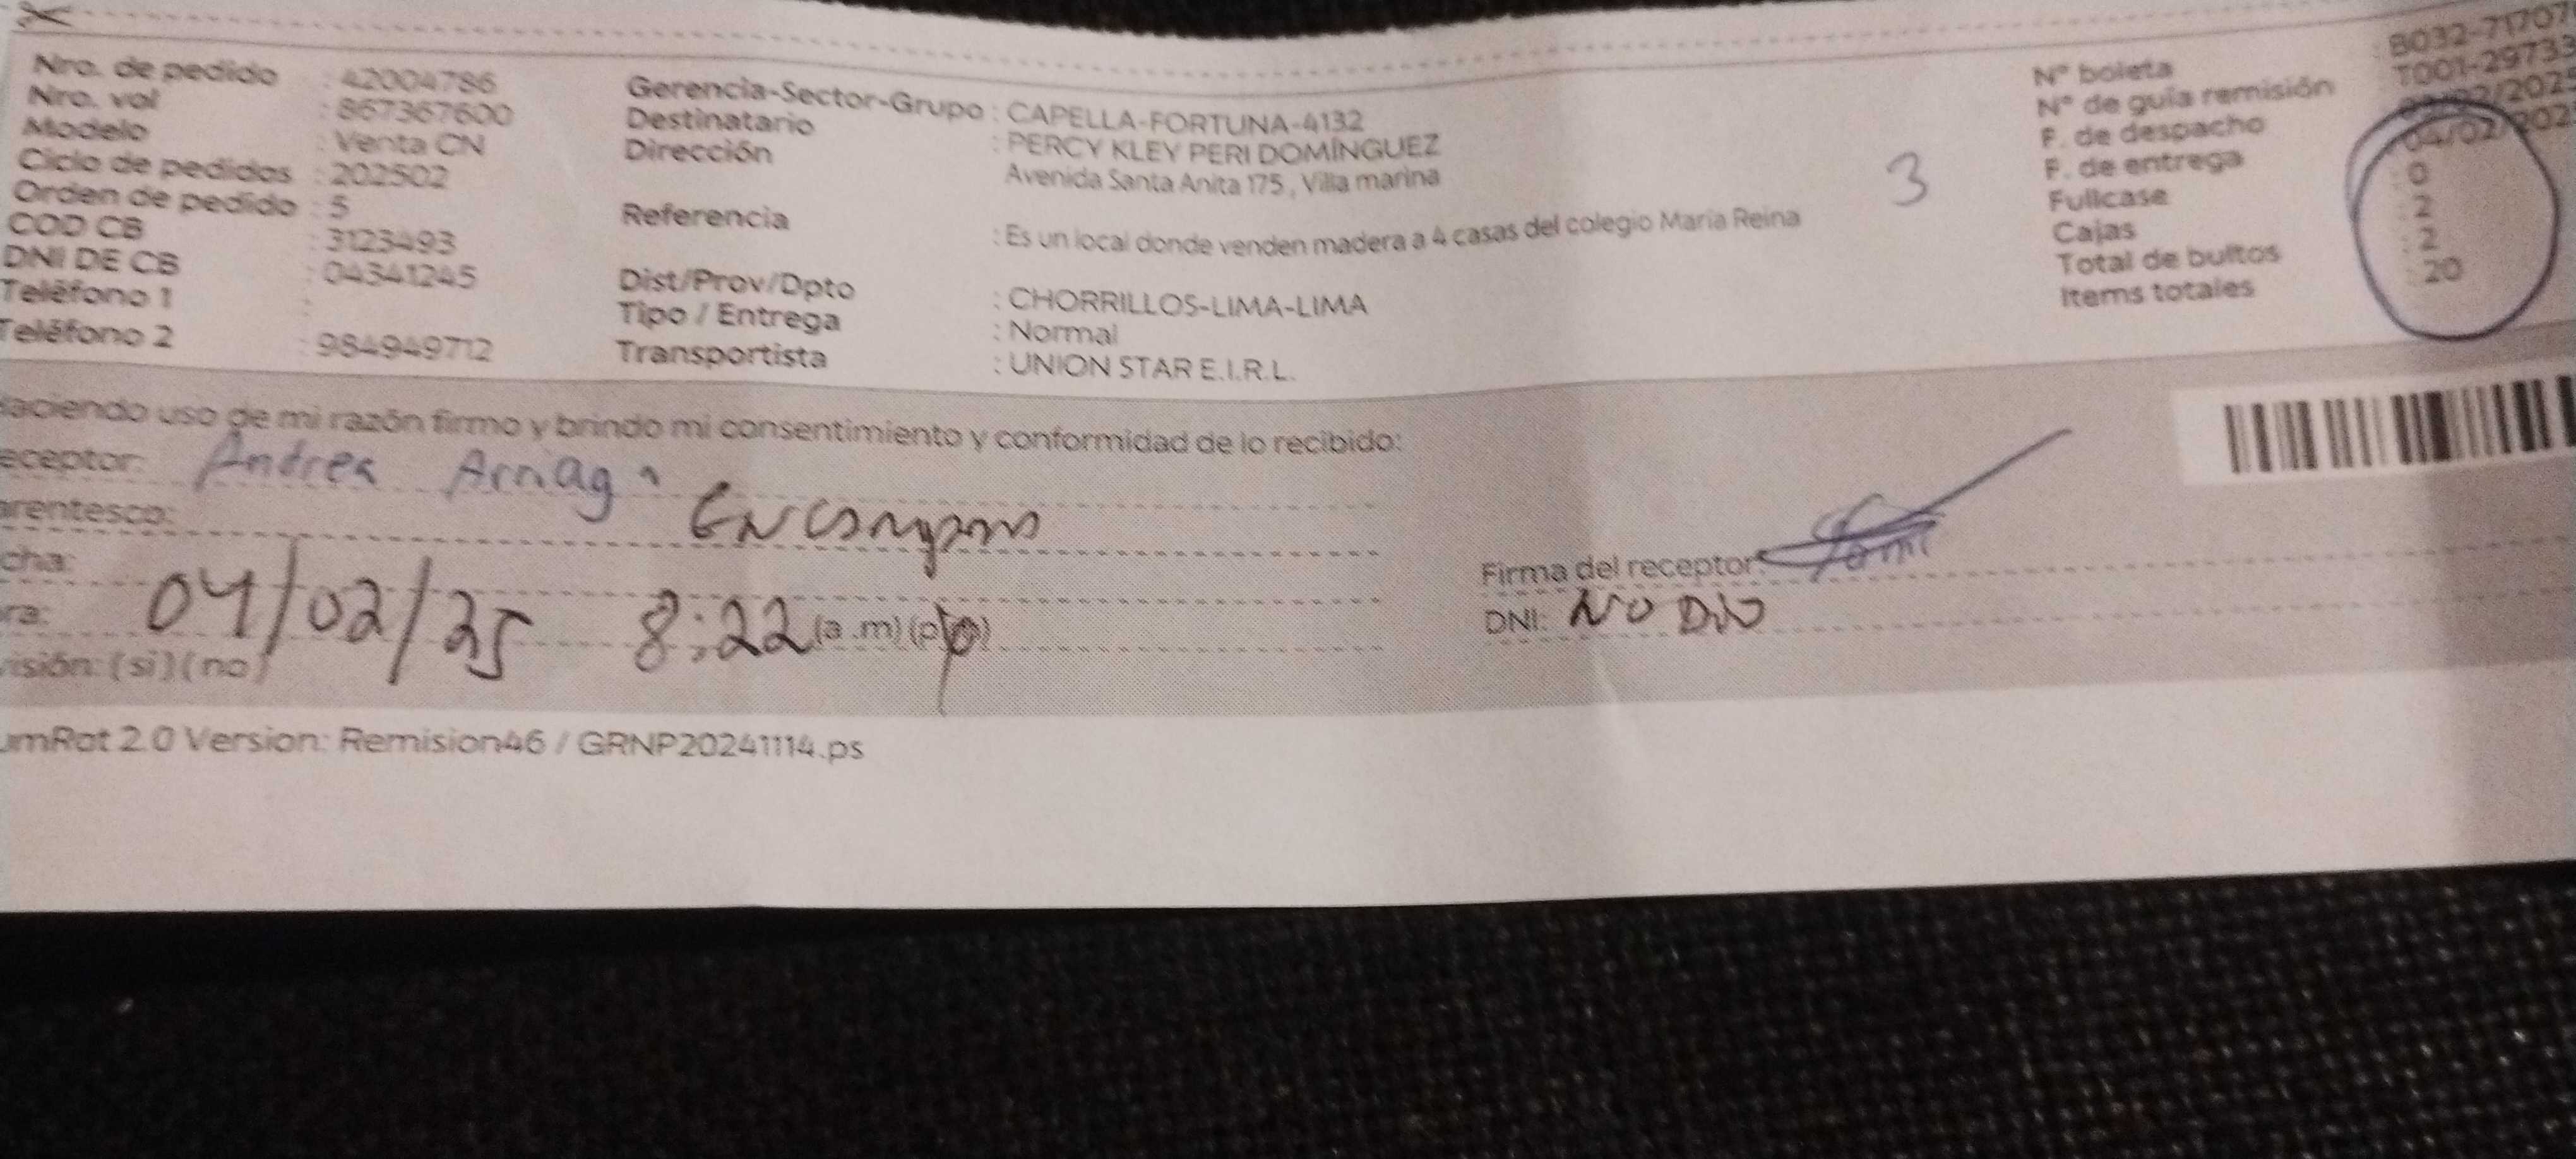 Nro. de pedido : 42004786
Nro. vol : 867367600
Modelo : Venta CN
Ciclo de pedidos : 202502
Orden de pedido : 5
COD CB : 3123493
DNI DE CB : 04341245
Teléfono 1 :
Teléfono 2 : 984949712
Gerencia-Sector-Grupo : CAPELLA-FORTUNA-4132
Destinatario : PERCY KLEY PERI DOMÍNGUEZ
Dirección : Avenida Santa Anita 175 , Villa marina
Referencia : Es un local donde venden madera a 4 casas del colegio María Reina
Dist/Prov/Dpto : CHORRILLOS-LIMA-LIMA
Tipo / Entrega : Normal
Transportista : UNION STAR E.I.R.L.
3
N° boleta : B032-71707
N° de guía remisión T001-29733
F. de despacho
F. de entrega 04/02/202
Fullcase : 0
Cajas : 2
Total de bultos : 2
Items totales : 20
Haciendo uso de mi razón firmo y brindo mi consentimiento y conformidad de lo recibido:
eceptor: Andrea Arriaga
arentesco:
cha: 04/02/25
ra: 8:22 (a .m) (p
isión: (si) (no)
Firma del receptor:
DNI: NO DIO
umRot 2.0 Version: Remision46 / GRNP20241114.ps